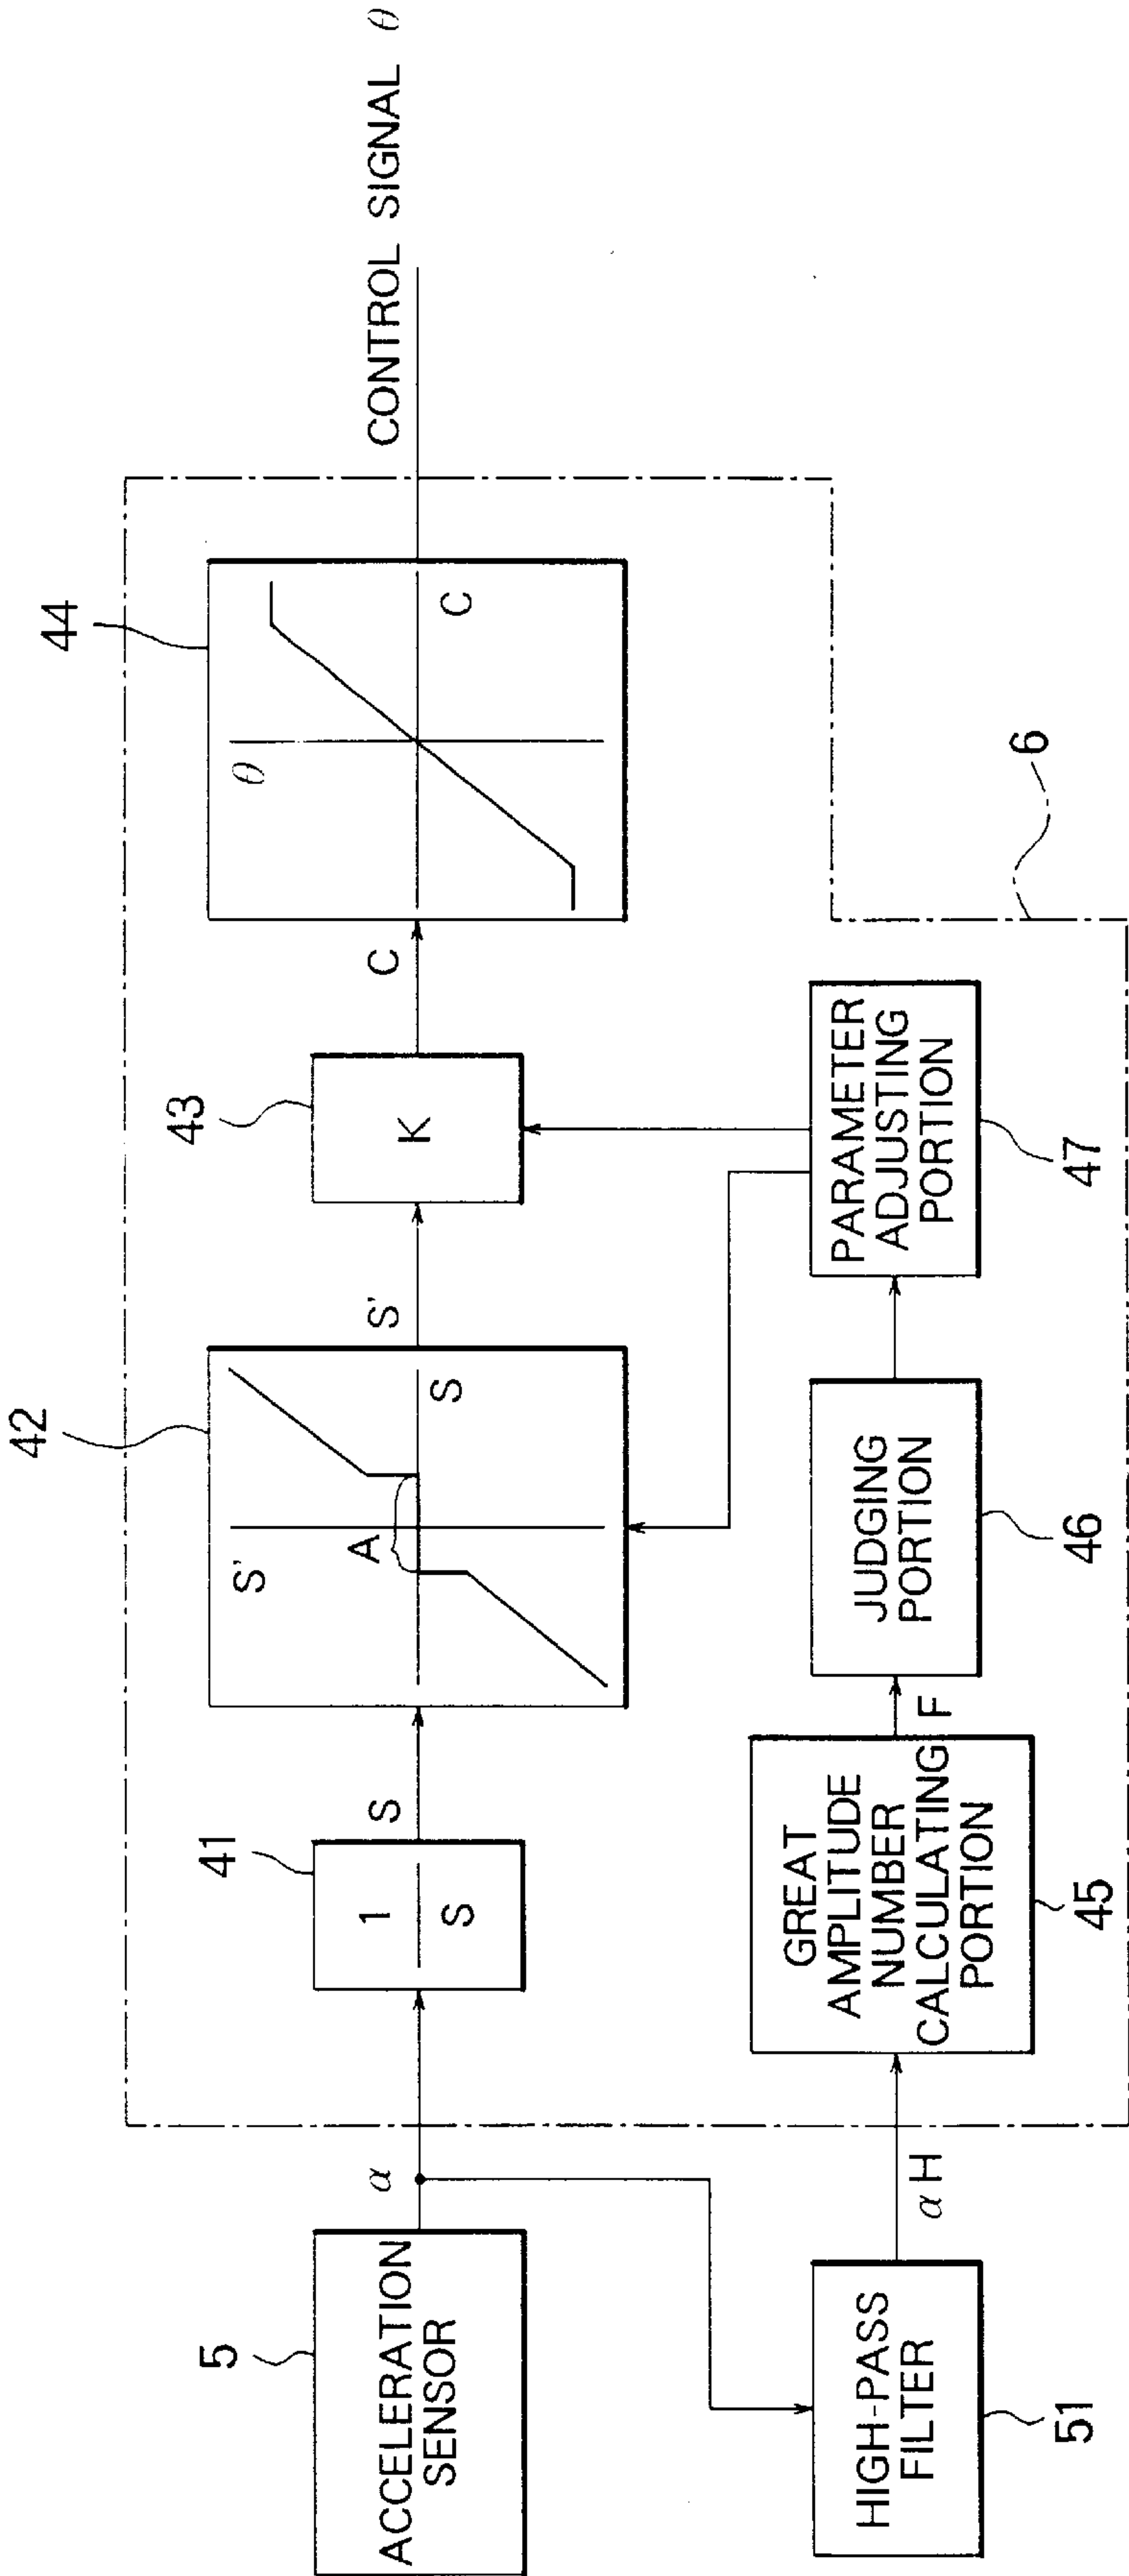 5
ACCELERATION
SENSOR
α
41
1
S
S
42
S'
A
S
S'
43
K
C
44
θ
C
CONTROL SIGNAL θ
51
HIGH-PASS
FILTER
αH
45
GREAT
AMPLITUDE
NUMBER
CALCULATING
PORTION
F
46
JUDGING
PORTION
47
PARAMETER
ADJUSTING
PORTION
6